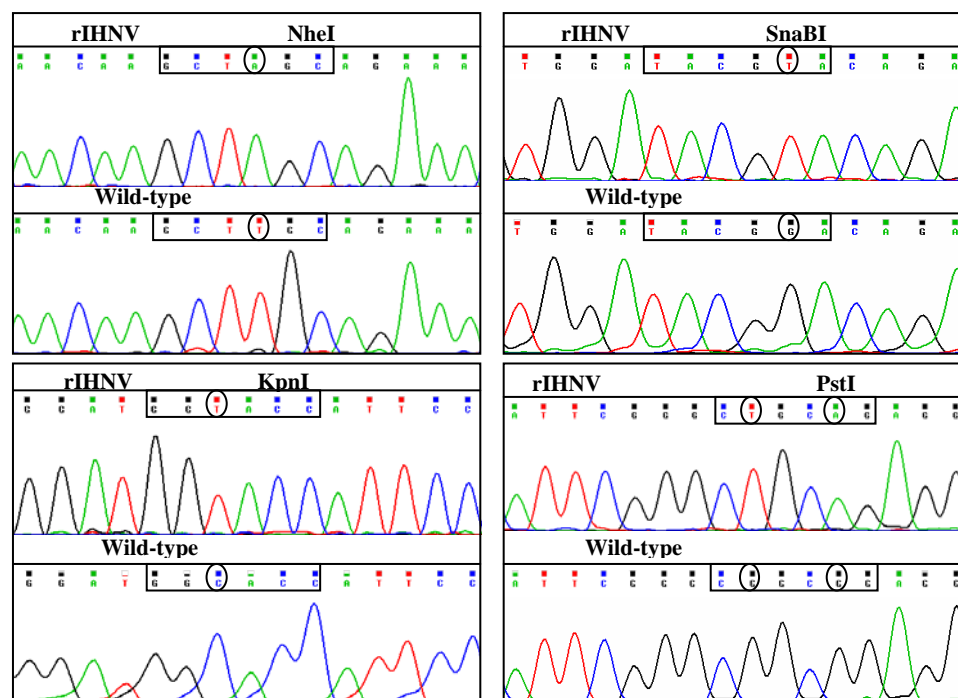 rIHNV NheI
A A C A A G C T A G C A G A A A
Wild-type
A A C A A G C T T G C A G A A A
rIHNV SnaBI
T G G A T A C G T A C A G A
Wild-type
T G G A T A C G G A C A G A
rIHNV KpnI
G G A T G G T A C C A T T C C
Wild-type
G G A T G G C A C C A T T C C
rIHNV PstI
A T T C G G G C T G C A G A G G
Wild-type
A T T C G G G C G G C G G A G G